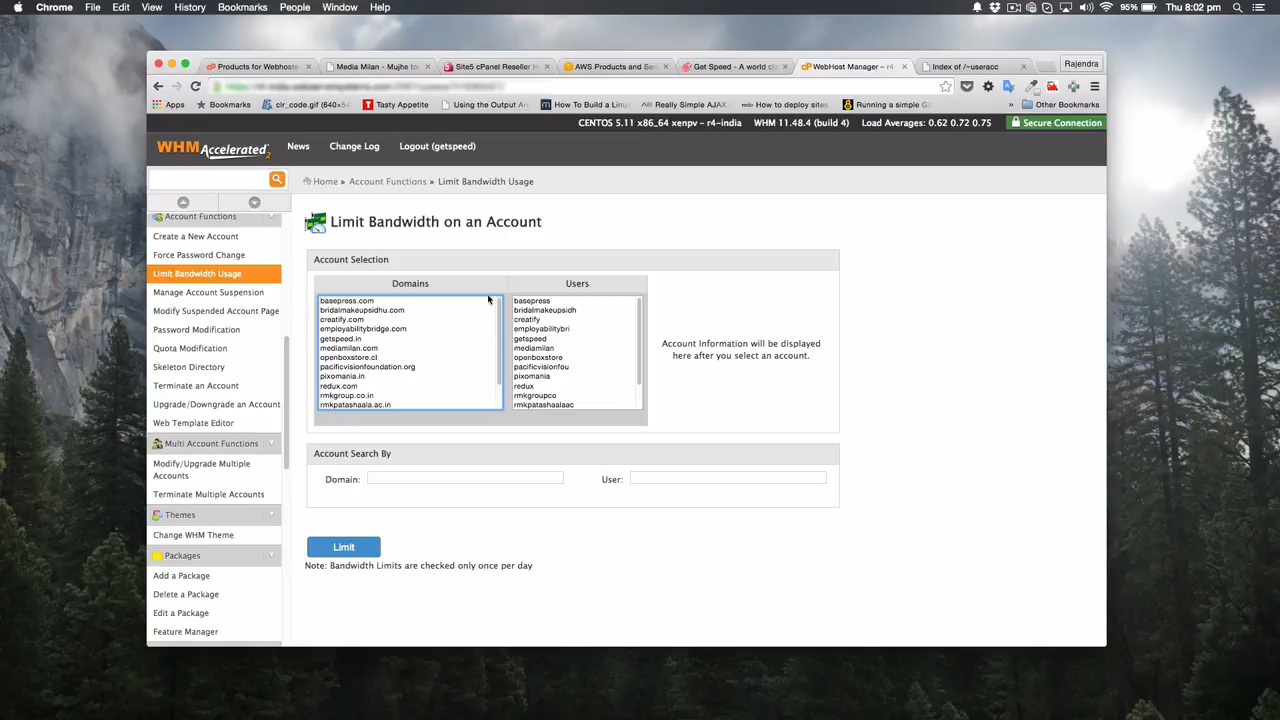 Chrome File Edit View History Bookmarks People Window Help
95% Thu 8:02 pm
Products for Webhosts
Media Milan - Mujhe to
Site5 cPanel Reseller H
AWS Products and Se
Get Speed - A world cl
WebHost Manager – r4
Index of /~useracc
Rajendra
Apps Bookmarks clr_code.gif (640×54 Tasty Appetite Using the Output An How To Build a Linu Really Simple AJAX How to deploy sites Running a simple Gi » Other Bookmarks
CENTOS 5.11 x86_64 xenpv – r4-india WHM 11.48.4 (build 4) Load Averages: 0.62 0.72 0.75 Secure Connection
WHM Accelerated2 News Change Log Logout (getspeed)
Home » Account Functions » Limit Bandwidth Usage
Account Functions
Create a New Account
Force Password Change
Limit Bandwidth Usage
Manage Account Suspension
Modify Suspended Account Page
Password Modification
Quota Modification
Skeleton Directory
Terminate an Account
Upgrade/Downgrade an Account
Web Template Editor
Multi Account Functions
Modify/Upgrade Multiple
Accounts
Terminate Multiple Accounts
Themes
Change WHM Theme
Packages
Add a Package
Delete a Package
Edit a Package
Feature Manager
Limit Bandwidth on an Account
Account Selection
Domains
basepress.com
bridalmakeupsidhu.com
creatify.com
employabilitybridge.com
getspeed.in
mediamilan.com
openboxstore.cl
pacificvisionfoundation.org
pixomania.in
redux.com
rmkgroup.co.in
rmkpatashaala.ac.in
Users
basepress
bridalmakeupsidh
creatify
employabilitybri
getspeed
mediamilan
openboxstore
pacificvisionfou
pixomania
redux
rmkgroupco
rmkpatashaalaac
Account Information will be displayed
here after you select an account.
Account Search By
Domain: User:
Limit
Note: Bandwidth Limits are checked only once per day